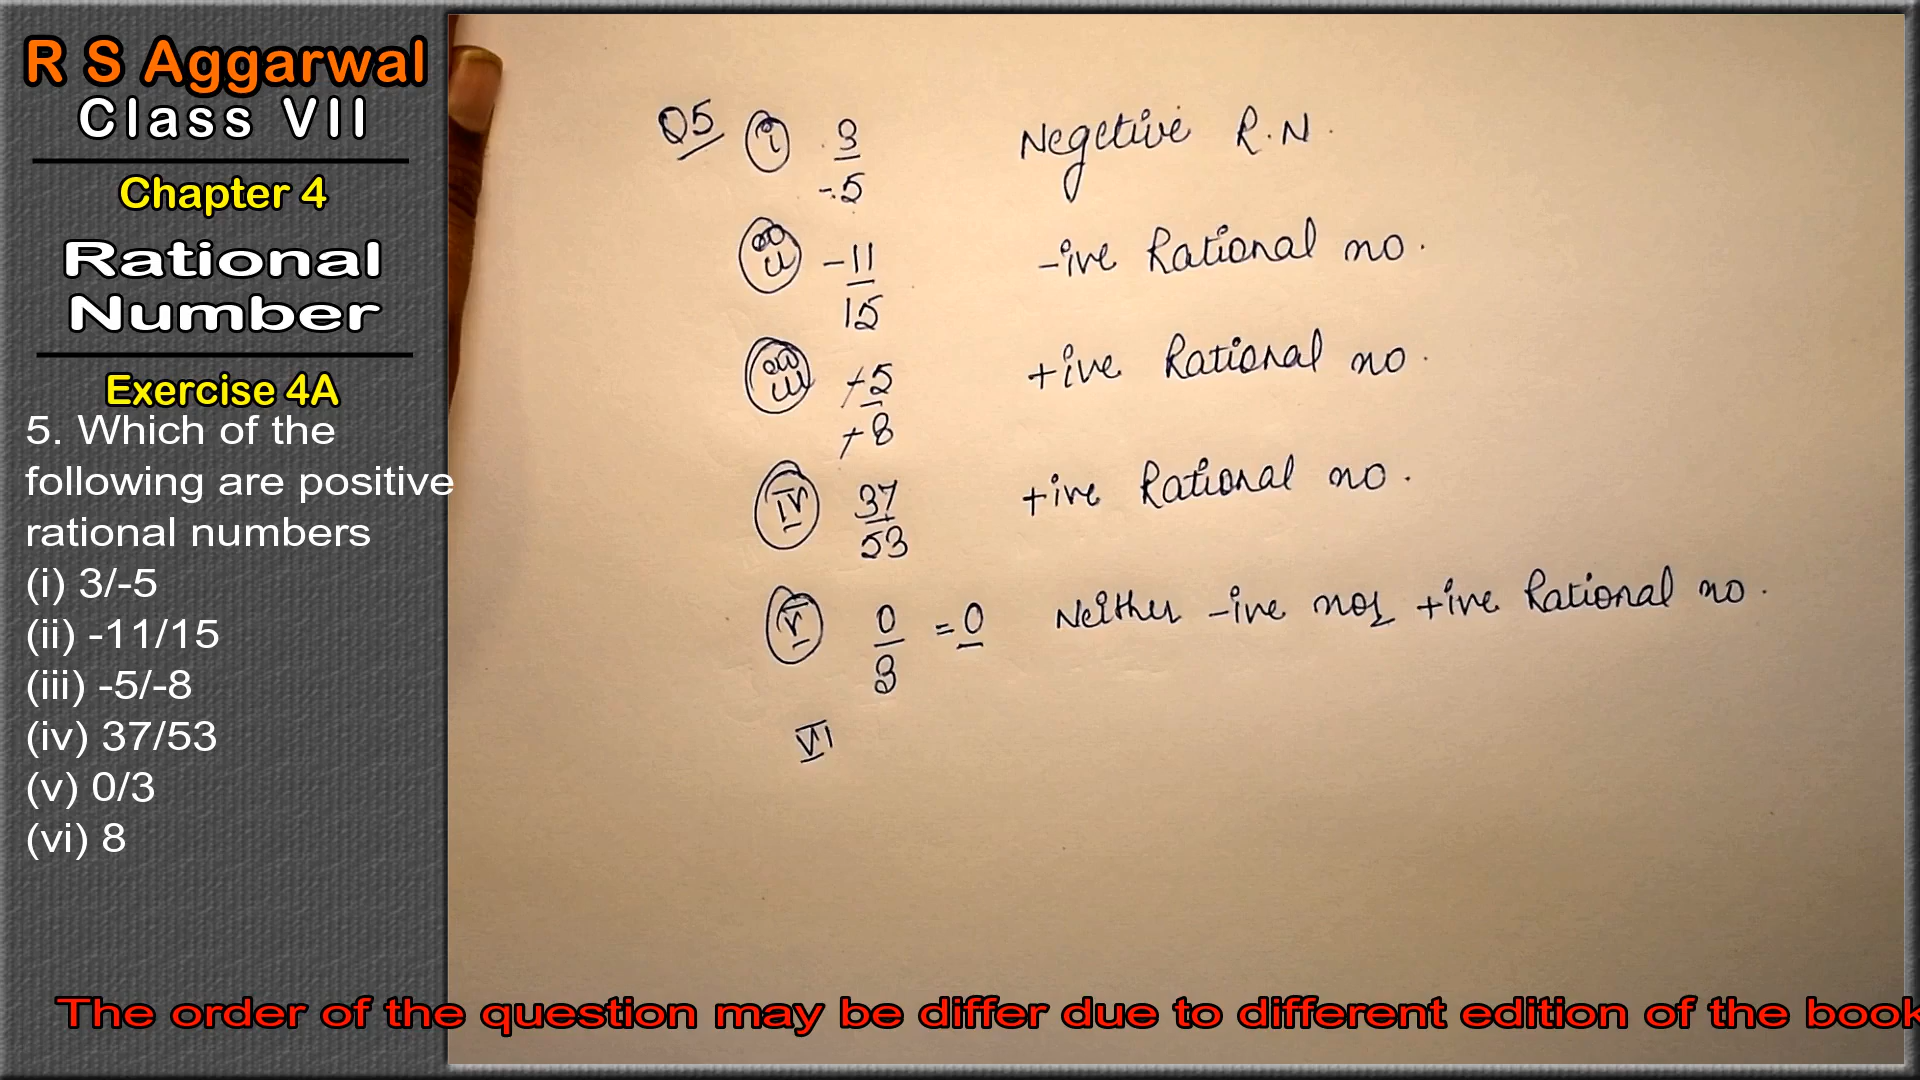 R S Aggarwal
Class VII
Chapter 4
Rational
Number
Exercise 4A
5. Which of the
following are positive
rational numbers
(i) 3/-5
(ii) -11/15
(iii) -5/-8
(iv) 37/53
(v) 0/3
(vi) 8
Q5 (i) 3/-5 Negetive R.N.
(ii) -11/15 -ive Rational no.
(iii) -5/-8 +ive Rational no.
(iv) 37/53 +ive Rational no.
(v) 0/3 = 0 Neither -ive nor +ive Rational no.
VI
The order of the question may be differ due to different edition of the book